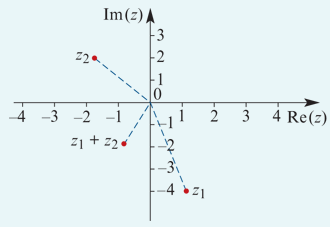 Im(z)
3
z₂ 2
1
0
–4 –3 –2 –1 1 2 3 4 Re(z)
–1
z₁ + z₂ –2
–3
–4 z₁